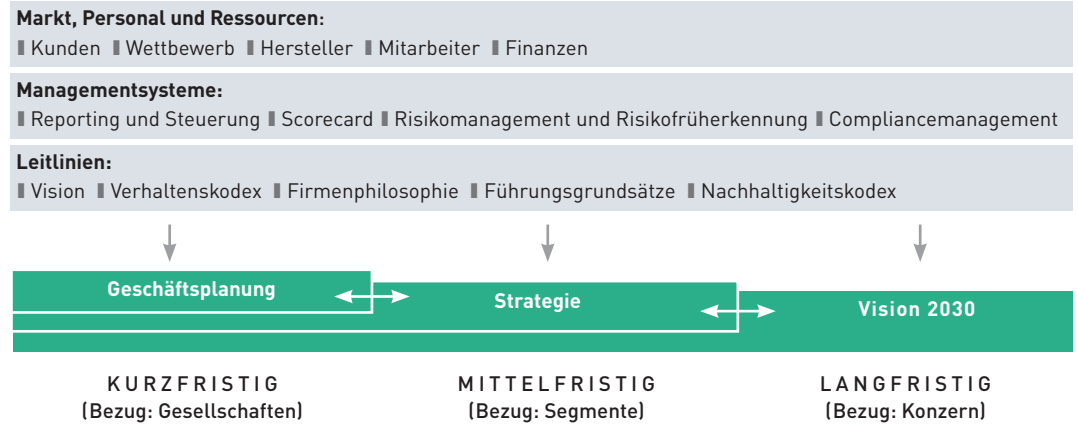 Markt, Personal und Ressourcen:
Kunden Wettbewerb Hersteller Mitarbeiter Finanzen
Managementsysteme:
Reporting und Steuerung Scorecard Risikomanagement und Risikofrüherkennung Compliancemanagement
Leitlinien:
Vision Verhaltenskodex Firmenphilosophie Führungsgrundsätze Nachhaltigkeitskodex
Geschäftsplanung
Strategie
Vision 2030
KURZFRISTIG
(Bezug: Gesellschaften)
MITTELFRISTIG
(Bezug: Segmente)
LANGFRISTIG
(Bezug: Konzern)